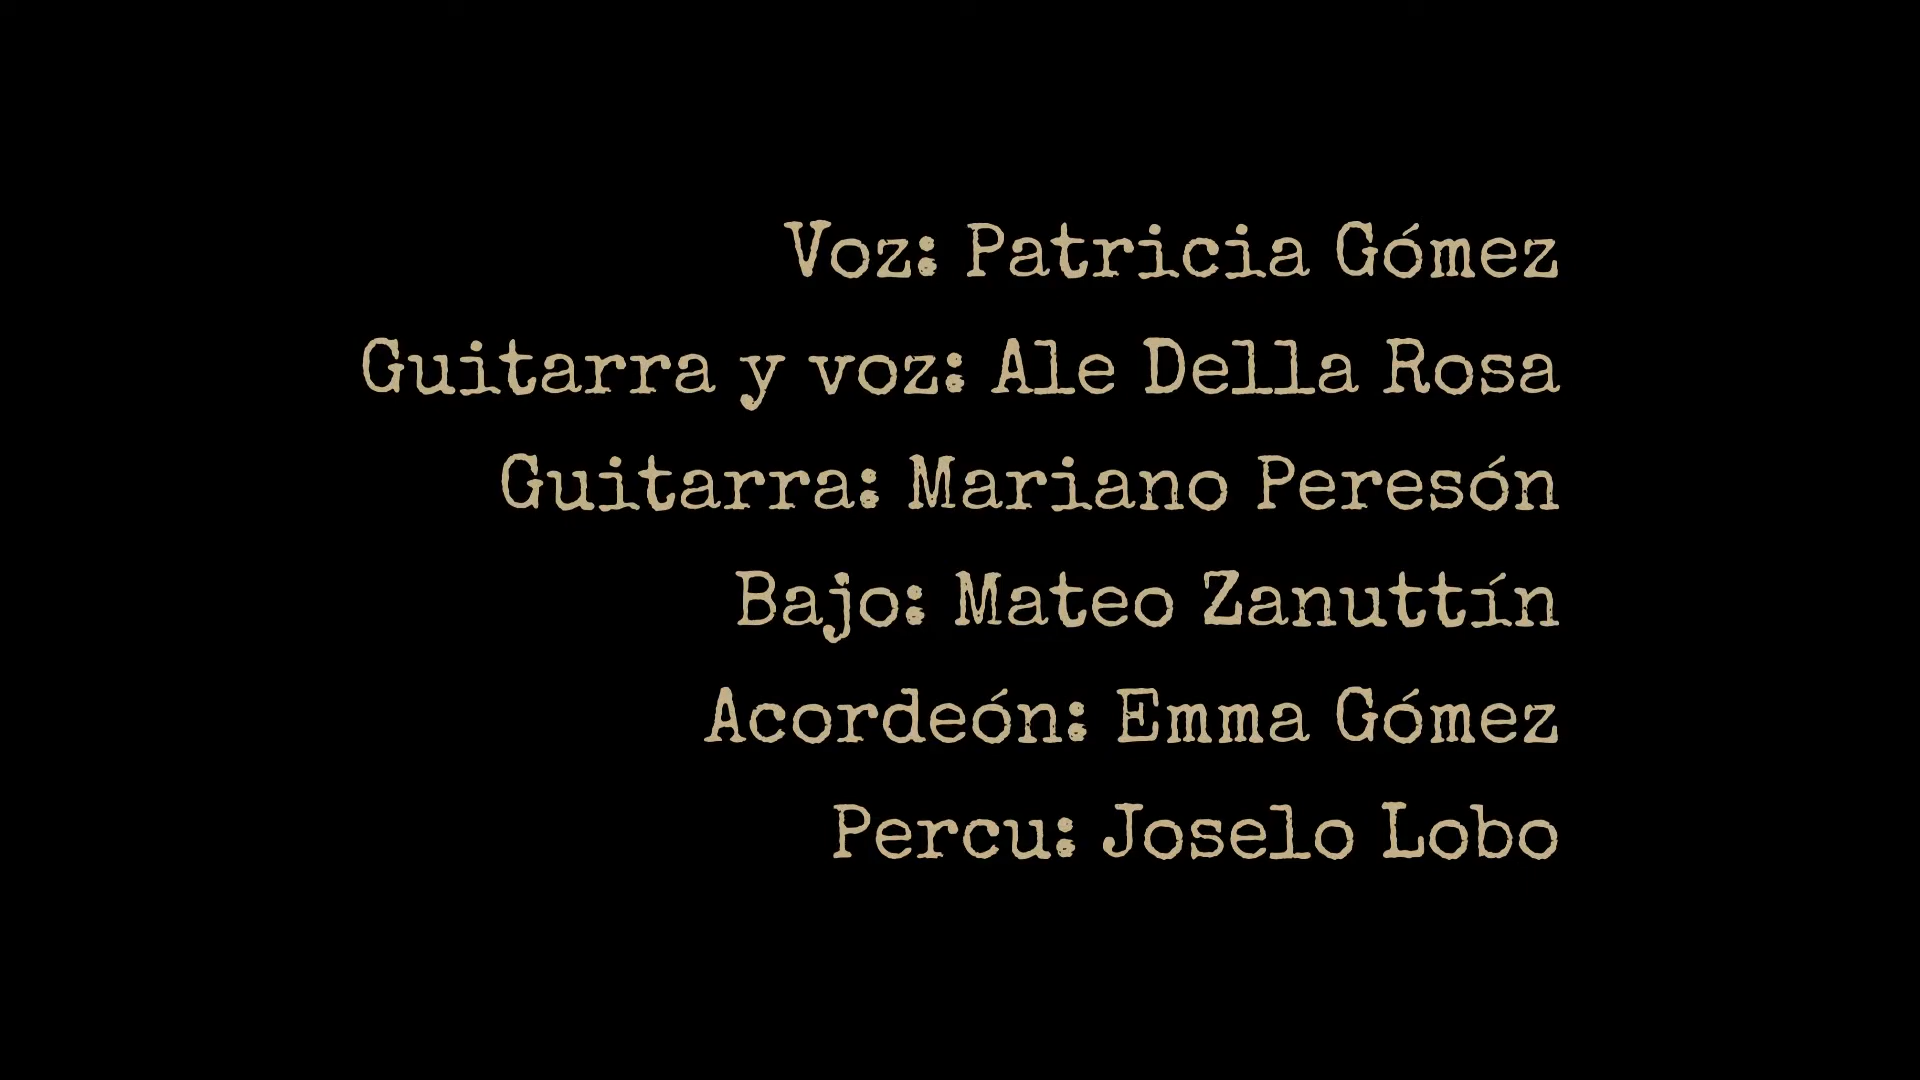 Voz: Patricia Gómez
Guitarra y voz: Ale Della Rosa
Guitarra: Mariano Peresón
Bajo: Mateo Zanuttín
Acordeón: Emma Gómez
Percu: Joselo Lobo